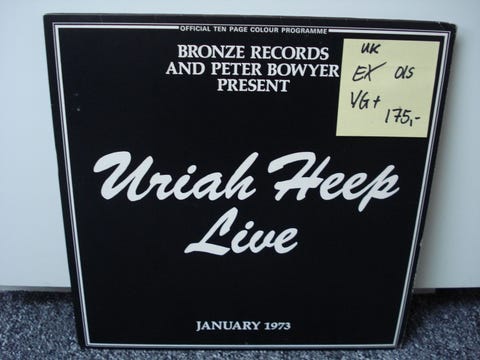 OFFICIAL TEN PAGE COLOUR PROGRAMME
BRONZE RECORDS
AND PETER BOWYER
PRESENT
UK
EX OIS
VG+
175,-
Uriah Heep
Live
JANUARY 1973